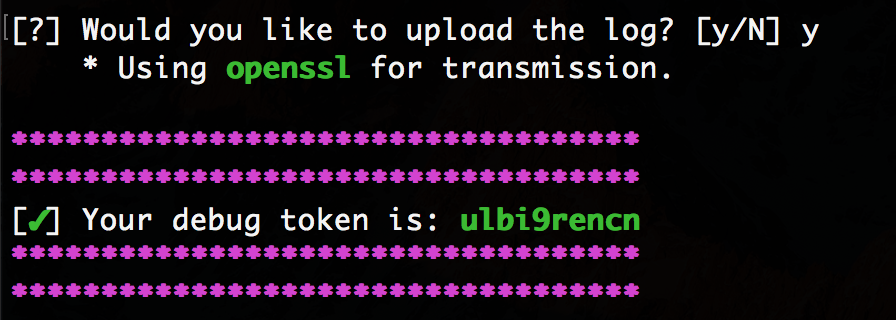 [?] Would you like to upload the log? [y/N] y
* Using openssl for transmission.
***********************************
***********************************
[✓] Your debug token is: ulbi9rencn
***********************************
***********************************